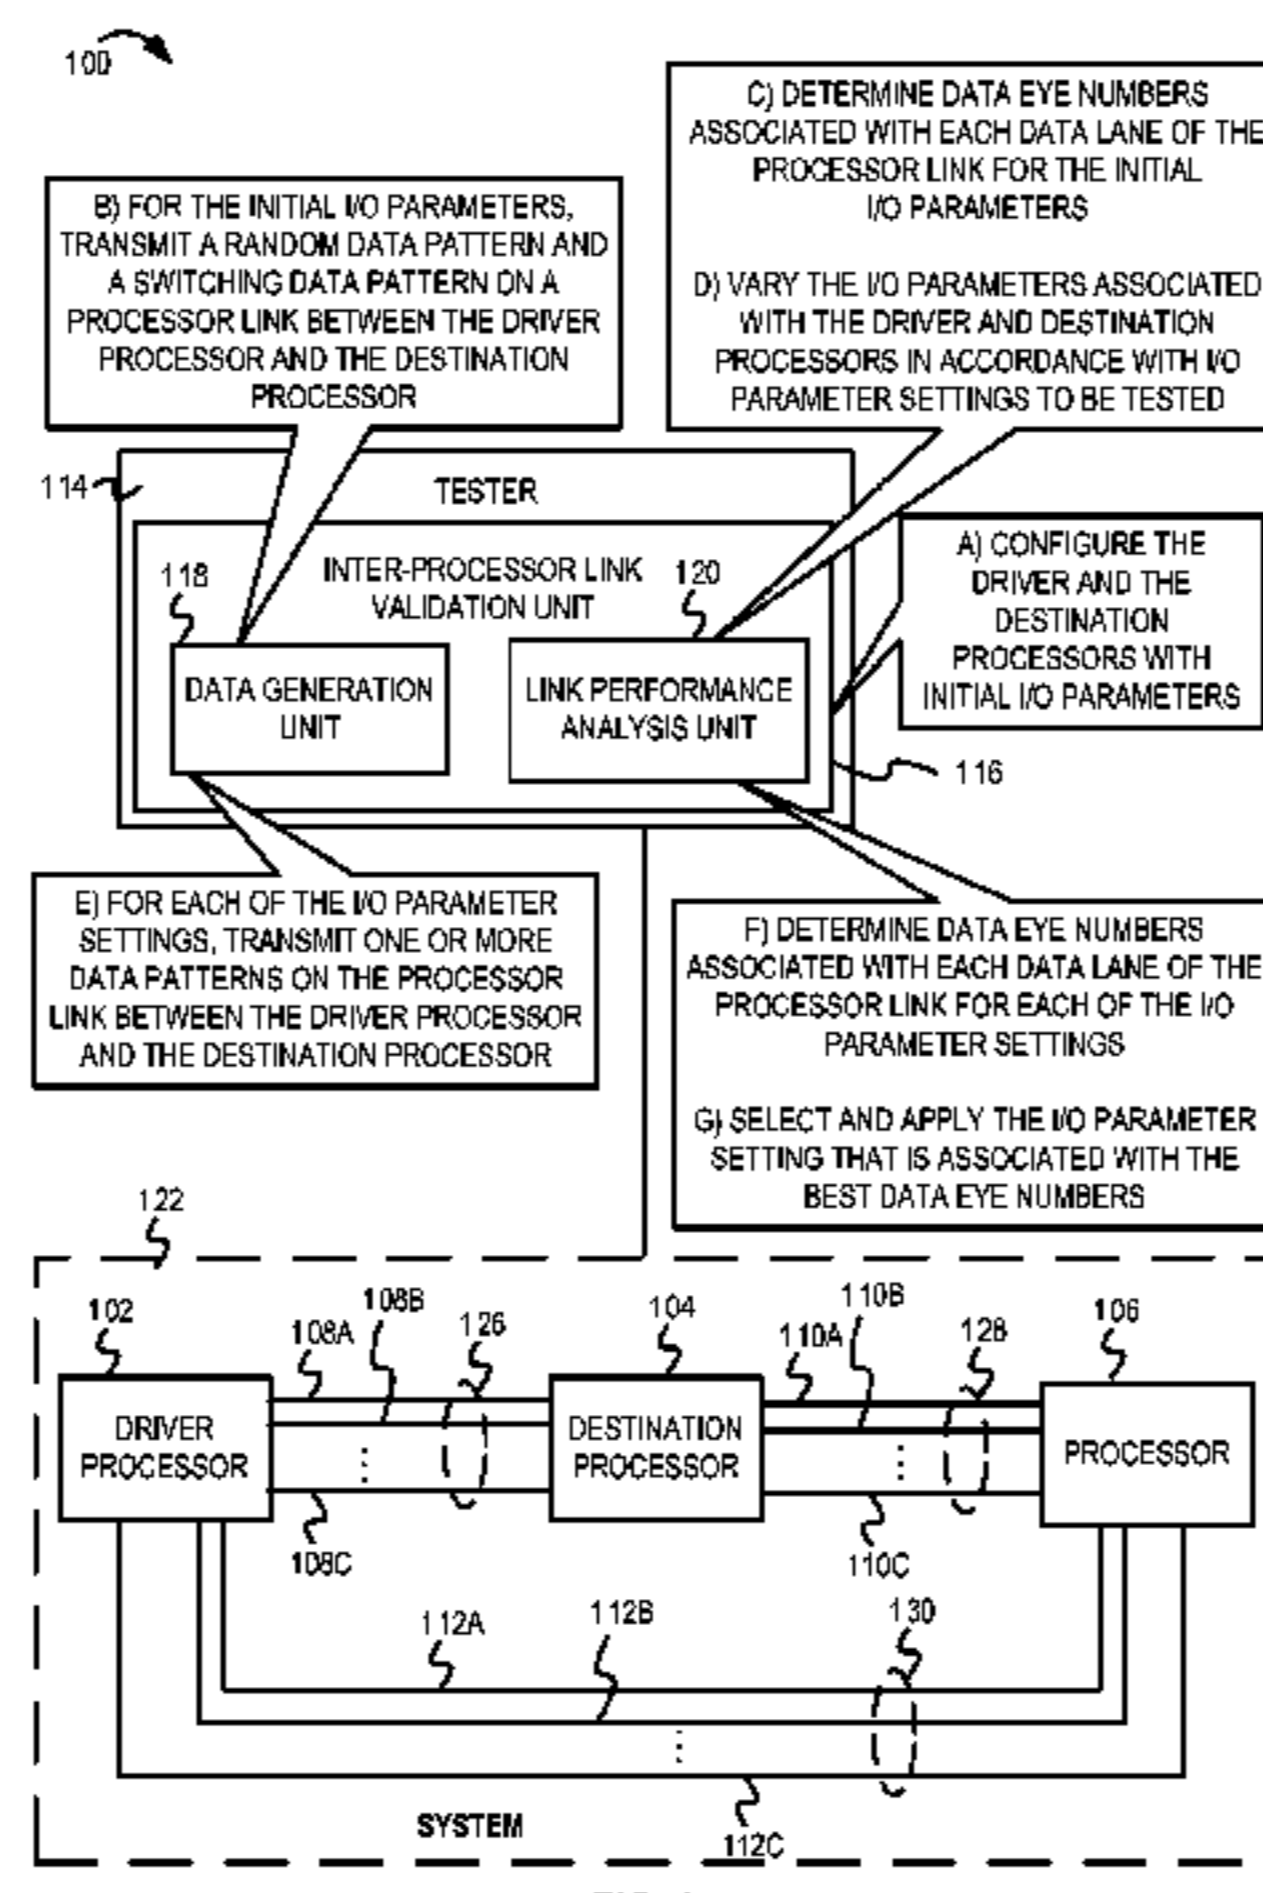 100
C) DETERMINE DATA EYE NUMBERS
ASSOCIATED WITH EACH DATA LANE OF THE
PROCESSOR LINK FOR THE INITIAL
I/O PARAMETERS
D) VARY THE I/O PARAMETERS ASSOCIATED
WITH THE DRIVER AND DESTINATION
PROCESSORS IN ACCORDANCE WITH I/O
PARAMETER SETTINGS TO BE TESTED
B) FOR THE INITIAL I/O PARAMETERS,
TRANSMIT A RANDOM DATA PATTERN AND
A SWITCHING DATA PATTERN ON A
PROCESSOR LINK BETWEEN THE DRIVER
PROCESSOR AND THE DESTINATION
PROCESSOR
114
TESTER
A) CONFIGURE THE
DRIVER AND THE
DESTINATION
PROCESSORS WITH
INITIAL I/O PARAMETERS
INTER-PROCESSOR LINK
VALIDATION UNIT
118
120
DATA GENERATION
UNIT
LINK PERFORMANCE
ANALYSIS UNIT
116
E) FOR EACH OF THE I/O PARAMETER
SETTINGS, TRANSMIT ONE OR MORE
DATA PATTERNS ON THE PROCESSOR
LINK BETWEEN THE DRIVER PROCESSOR
AND THE DESTINATION PROCESSOR
F) DETERMINE DATA EYE NUMBERS
ASSOCIATED WITH EACH DATA LANE OF THE
PROCESSOR LINK FOR EACH OF THE I/O
PARAMETER SETTINGS
G) SELECT AND APPLY THE I/O PARAMETER
SETTING THAT IS ASSOCIATED WITH THE
BEST DATA EYE NUMBERS
122
102
108A
108B
126
104
110A
110B
128
106
DRIVER
PROCESSOR
DESTINATION
PROCESSOR
PROCESSOR
108C
110C
112A
112B
130
SYSTEM
112C